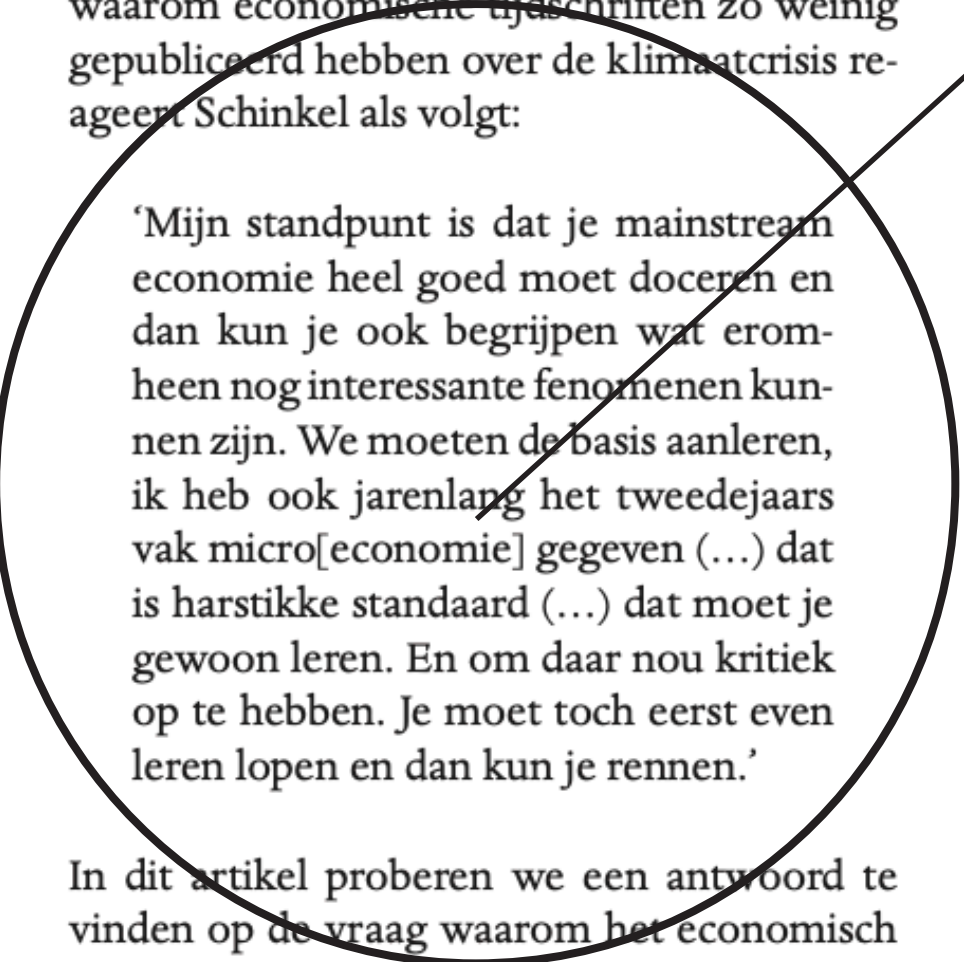 waarom economische tijdschriften zo weinig
gepubliceerd hebben over de klimaatcrisis re-
ageert Schinkel als volgt:
‘Mijn standpunt is dat je mainstream
economie heel goed moet doceren en
dan kun je ook begrijpen wat erom-
heen nog interessante fenomenen kun-
nen zijn. We moeten de basis aanleren,
ik heb ook jarenlang het tweedejaars
vak micro[economie] gegeven (…) dat
is harstikke standaard (…) dat moet je
gewoon leren. En om daar nou kritiek
op te hebben. Je moet toch eerst even
leren lopen en dan kun je rennen.’
In dit artikel proberen we een antwoord te
vinden op de vraag waarom het economisch